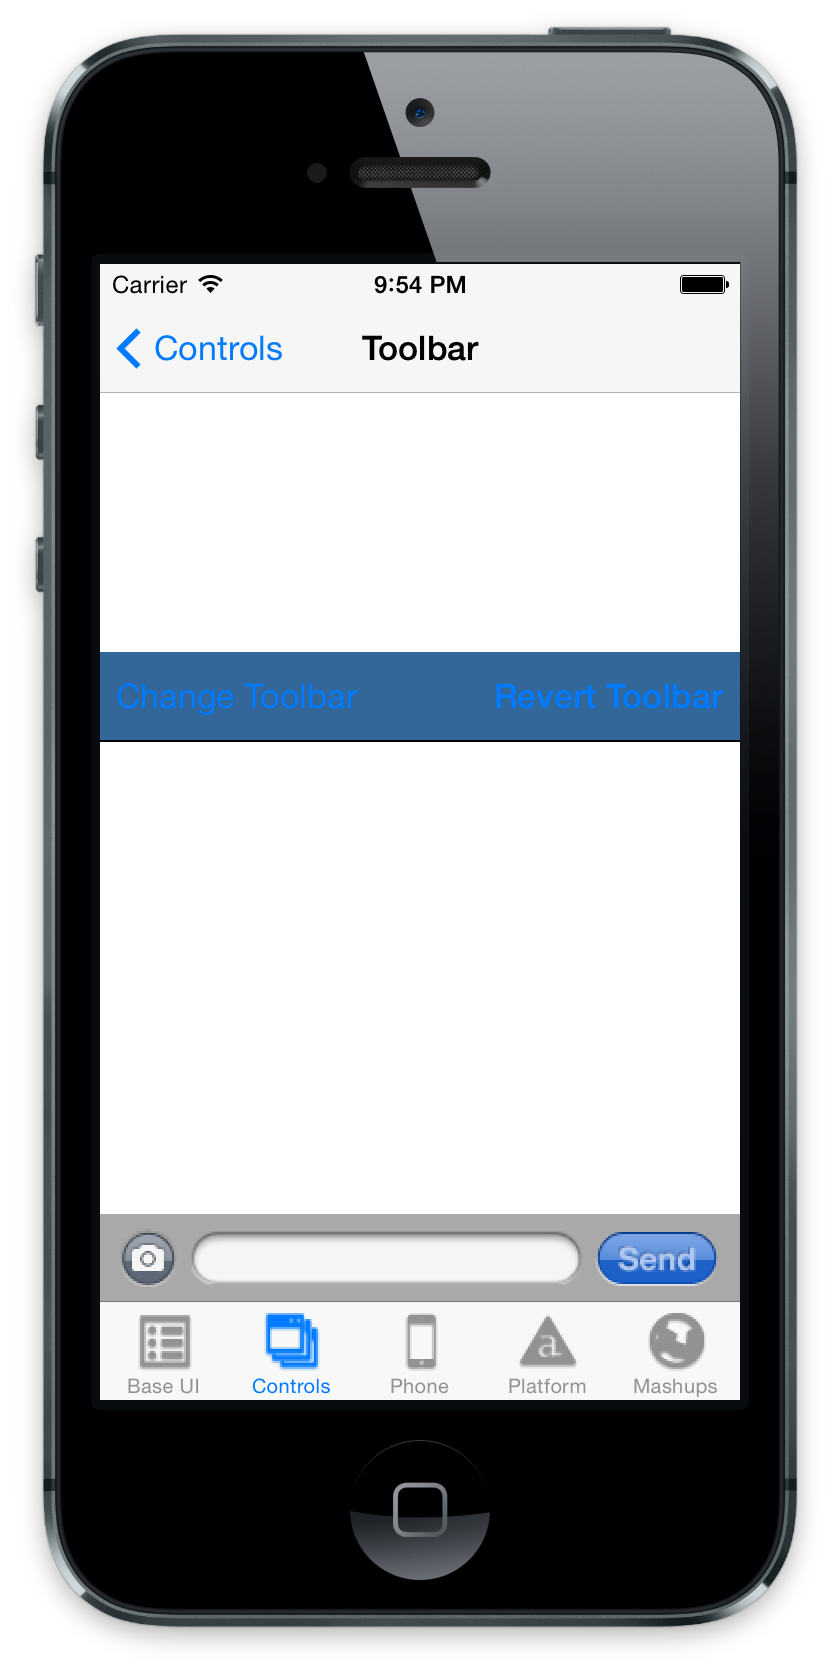 Carrier 9:54 PM
Controls Toolbar
Change Toolbar Revert Toolbar
Send
a
Base UI Controls Phone Platform Mashups